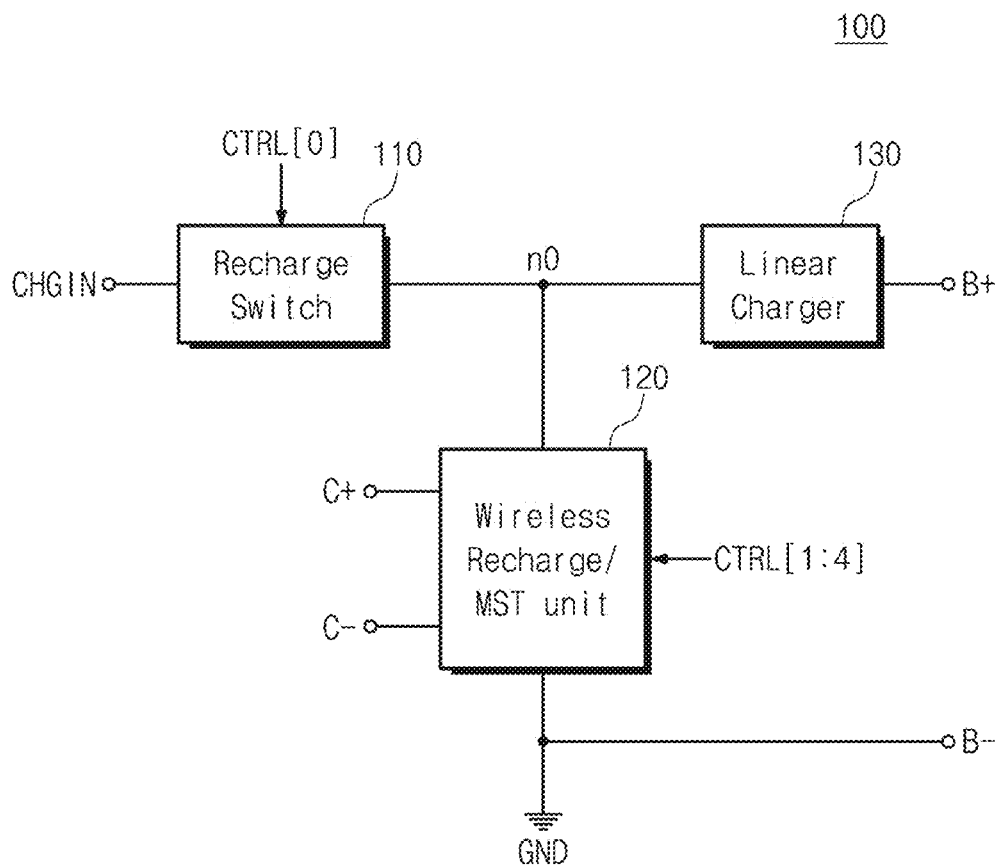 100
CTRL[0]
110
130
CHGIN
Recharge
Switch
n0
Linear
Charger
B+
120
C+
C-
Wireless
Recharge/
MST unit
CTRL[1:4]
B-
GND